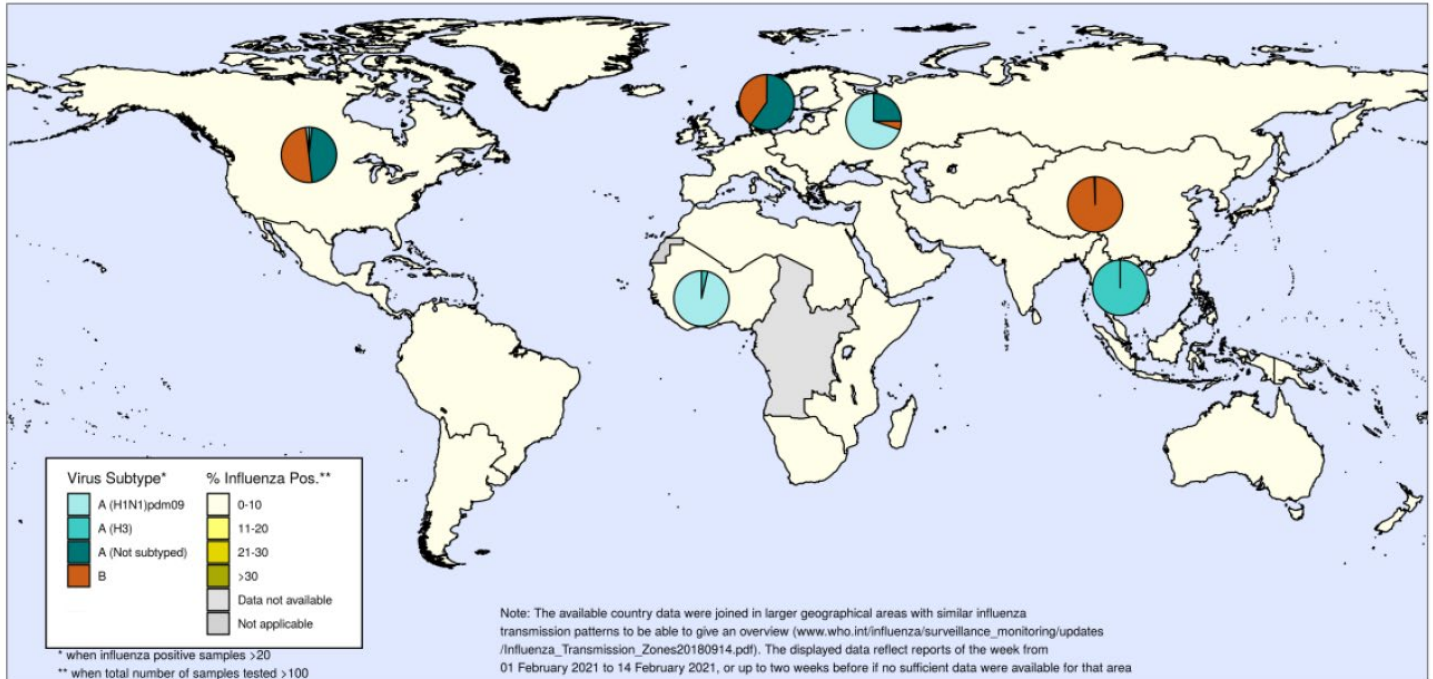 Virus Subtype*
A (H1N1)pdm09
A (H3)
A (Not subtyped)
B
% Influenza Pos.**
0-10
11-20
21-30
>30
Data not available
Not applicable
* when influenza positive samples >20
** when total number of samples tested >100
Note: The available country data were joined in larger geographical areas with similar influenza
transmission patterns to be able to give an overview (www.who.int/influenza/surveillance_monitoring/updates
/Influenza_Transmission_Zones20180914.pdf). The displayed data reflect reports of the week from
01 February 2021 to 14 February 2021, or up to two weeks before if no sufficient data were available for that area